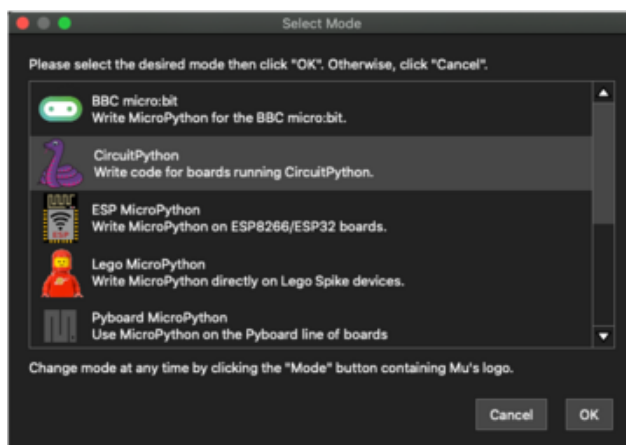 Select Mode
Please select the desired mode then click "OK". Otherwise, click "Cancel".
BBC micro:bit
Write MicroPython for the BBC micro:bit.
CircuitPython
Write code for boards running CircuitPython.
ESP MicroPython
Write MicroPython on ESP8266/ESP32 boards.
Lego MicroPython
Write MicroPython directly on Lego Spike devices.
Pyboard MicroPython
Use MicroPython on the Pyboard line of boards
Change mode at any time by clicking the "Mode" button containing Mu's logo.
Cancel OK